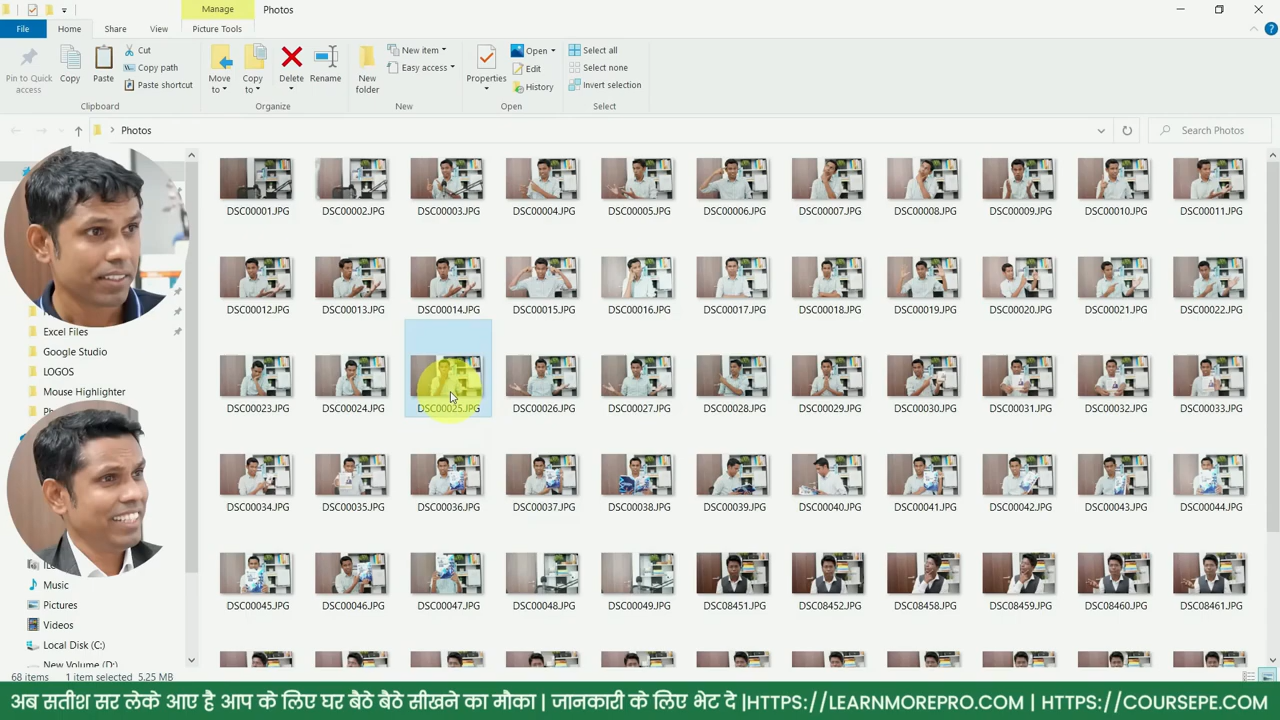 Manage
Photos
File
Home
Share
View
Picture Tools
Pin to Quick access
Copy
Paste
Cut
Copy path
Paste shortcut
Clipboard
Move to
Copy to
Delete
Rename
Organize
New folder
New item
Easy access
New
Properties
Open
Edit
History
Open
Select all
Select none
Invert selection
Select
Photos
Search Photos
DSC00001.JPG DSC00002.JPG DSC00003.JPG DSC00004.JPG DSC00005.JPG DSC00006.JPG DSC00007.JPG DSC00008.JPG DSC00009.JPG DSC00010.JPG DSC00011.JPG
DSC00012.JPG DSC00013.JPG DSC00014.JPG DSC00015.JPG DSC00016.JPG DSC00017.JPG DSC00018.JPG DSC00019.JPG DSC00020.JPG DSC00021.JPG DSC00022.JPG
Excel Files
Google Studio
LOGOS
Mouse Highlighter
DSC00023.JPG DSC00024.JPG DSC00025.JPG DSC00026.JPG DSC00027.JPG DSC00028.JPG DSC00029.JPG DSC00030.JPG DSC00031.JPG DSC00032.JPG DSC00033.JPG
DSC00034.JPG DSC00035.JPG DSC00036.JPG DSC00037.JPG DSC00038.JPG DSC00039.JPG DSC00040.JPG DSC00041.JPG DSC00042.JPG DSC00043.JPG DSC00044.JPG
Music
Pictures
Videos
Local Disk (C:)
New Volume (D:)
DSC00045.JPG DSC00046.JPG DSC00047.JPG DSC00048.JPG DSC00049.JPG DSC08451.JPG DSC08452.JPG DSC08458.JPG DSC08459.JPG DSC08460.JPG DSC08461.JPG
68 items 1 item selected 5.25 MB
अब सतीश सर लेके आए है आप के लिए घर बैठे बैठे सीखने का मौका | जानकारी के लिए भेट दे |HTTPS://LEARNMOREPRO.COM | HTTPS://COURSEPE.COM